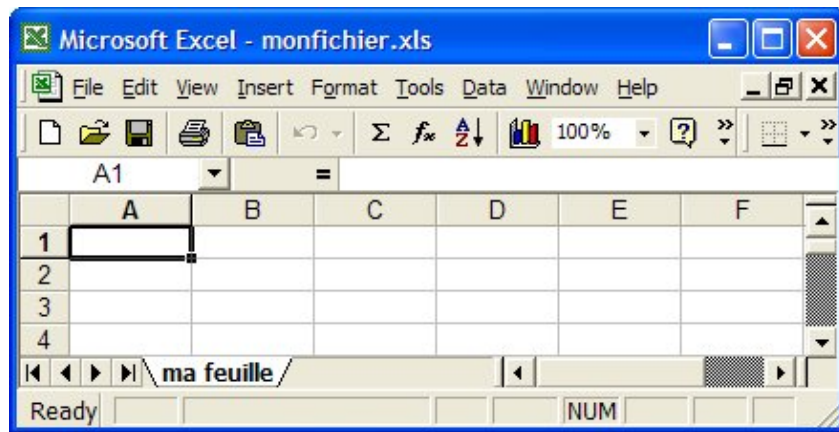 Microsoft Excel - monfichier.xls
File Edit View Insert Format Tools Data Window Help
Σ fx A Z 100% ?
A1 =
A B C D E F
1
2
3
4
ma feuille
Ready NUM